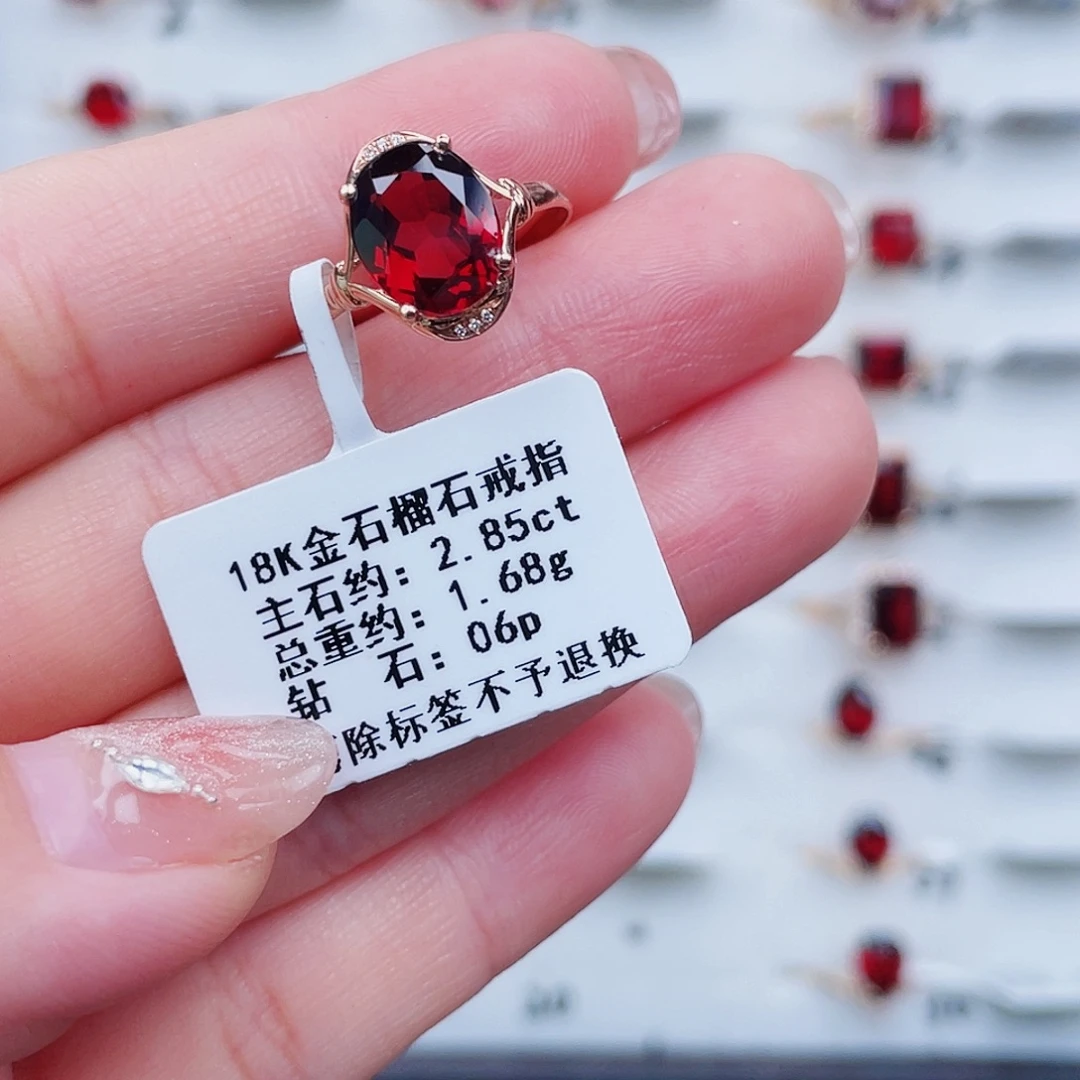 18K金石榴石戒指
主石约: 2.85ct
总重约: 1.68g
钻 石: 06p
除标签不予退换